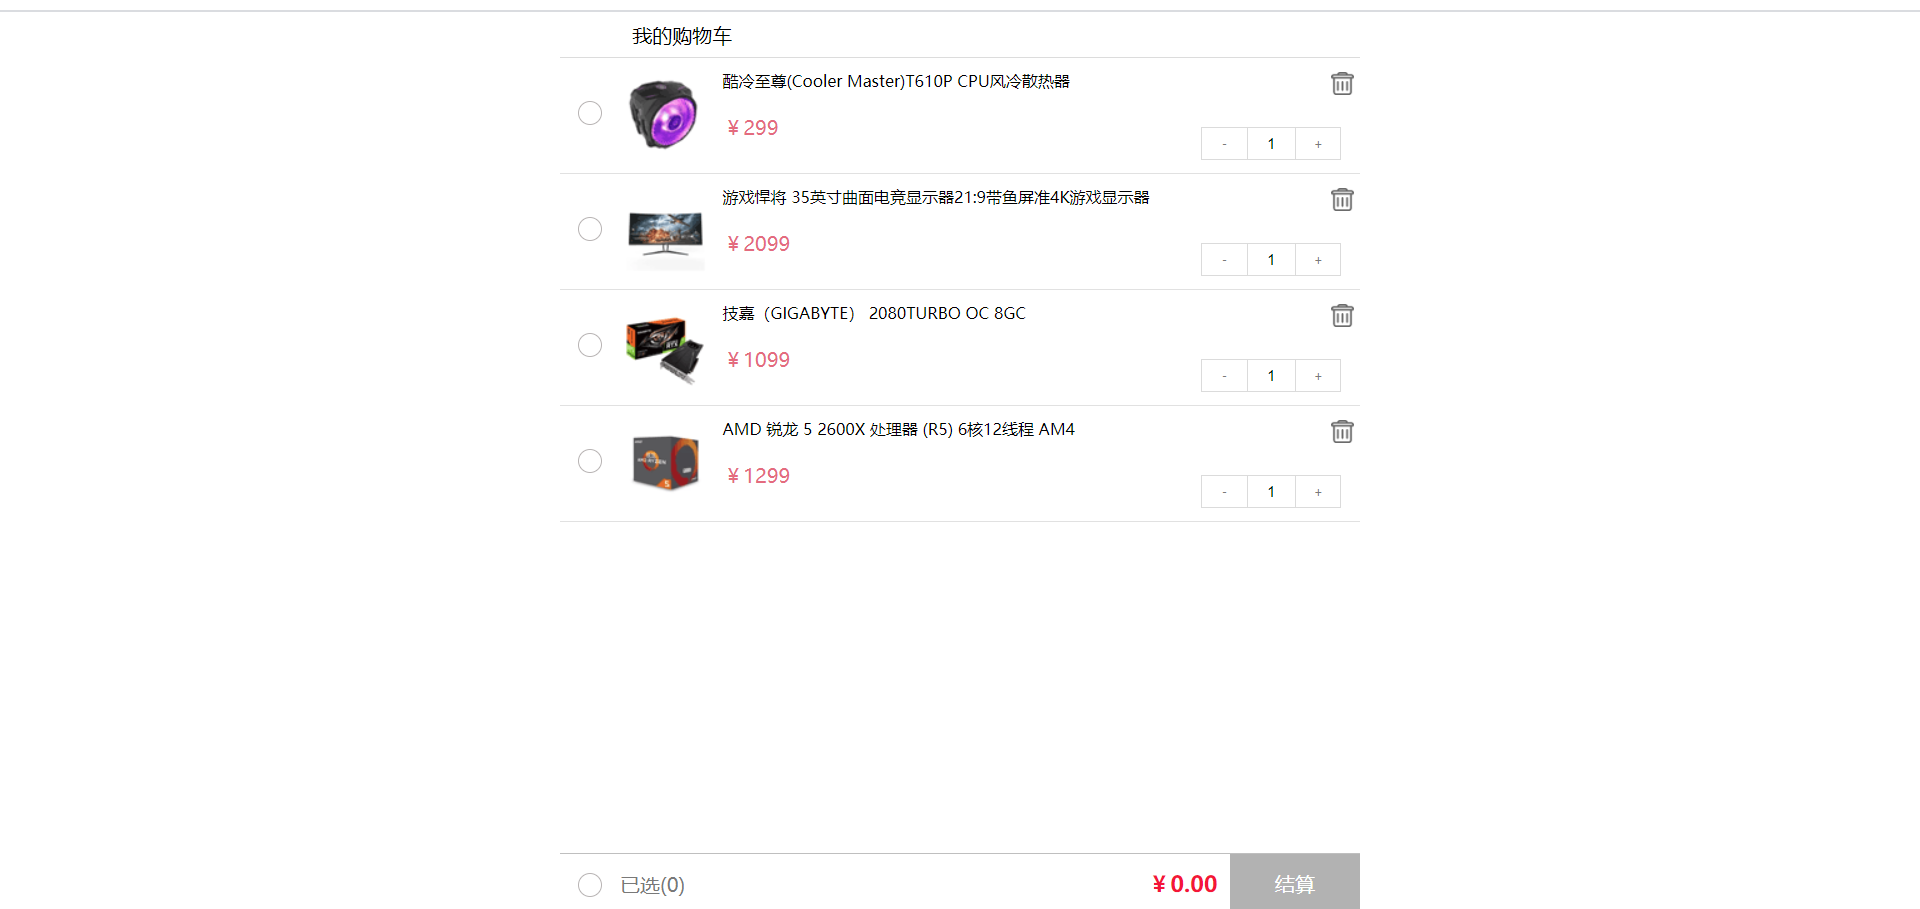 我的购物车
酷冷至尊(Cooler Master)T610P CPU风冷散热器
¥ 299
- 1 +
游戏悍将 35英寸曲面电竞显示器21:9带鱼屏准4K游戏显示器
¥ 2099
- 1 +
技嘉（GIGABYTE） 2080TURBO OC 8GC
¥ 1099
- 1 +
AMD 锐龙 5 2600X 处理器 (R5) 6核12线程 AM4
¥ 1299
- 1 +
已选(0) ¥ 0.00 结算